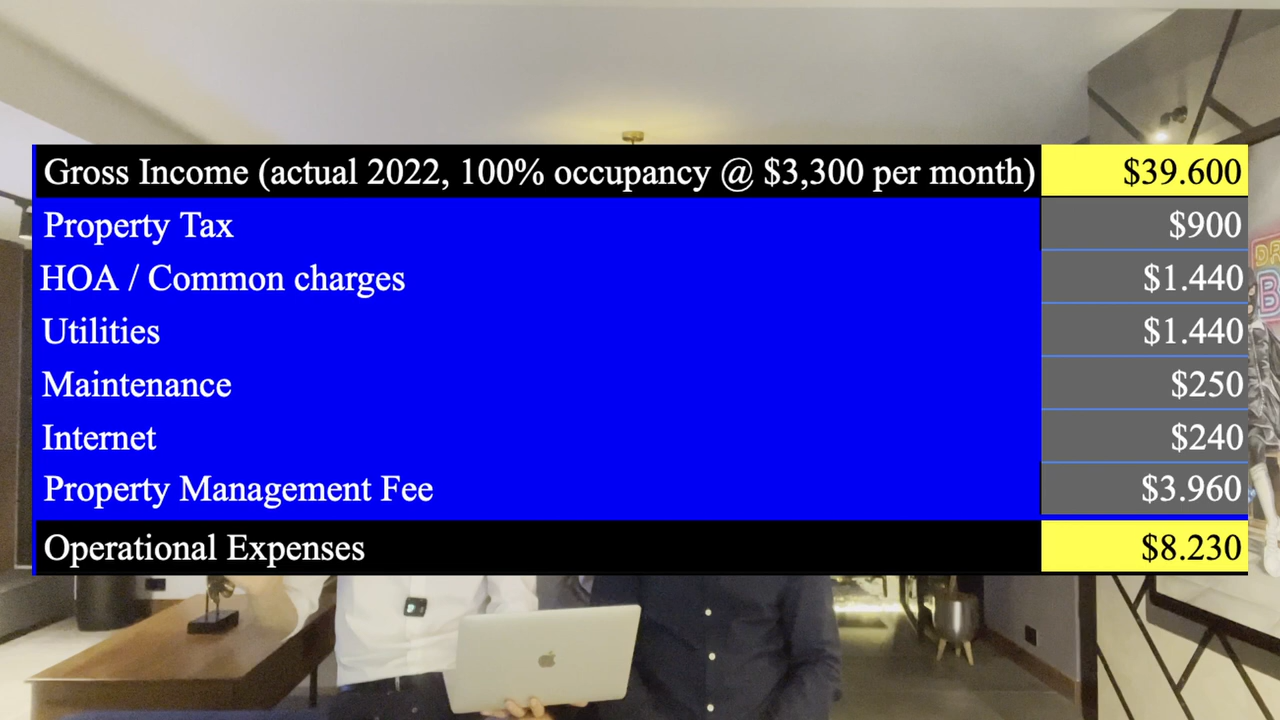 Gross Income (actual 2022, 100% occupancy @ $3,300 per month) $39.600
Property Tax $900
HOA / Common charges $1.440
Utilities $1.440
Maintenance $250
Internet $240
Property Management Fee $3.960
Operational Expenses $8.230